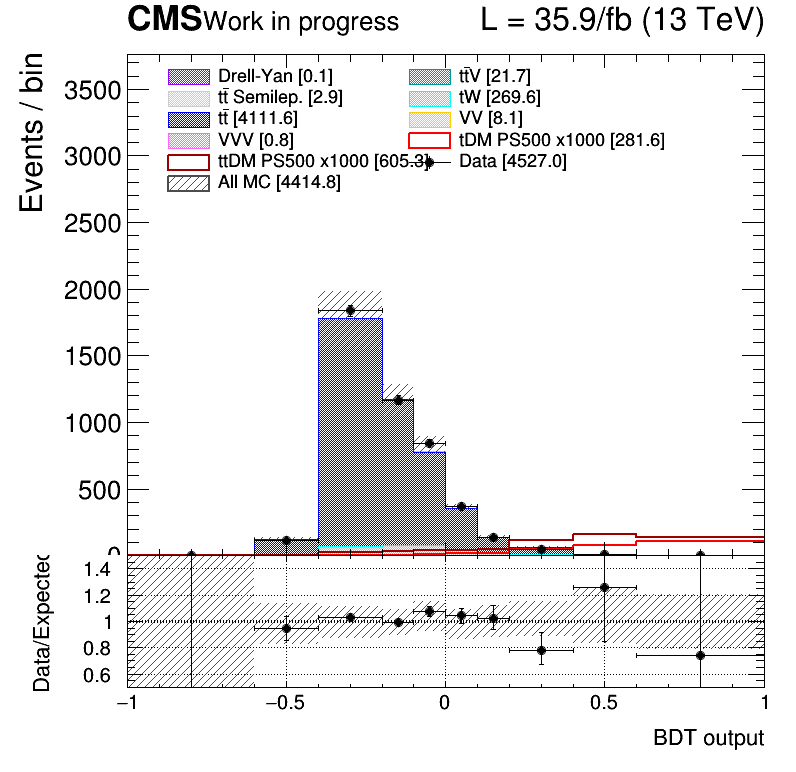 CMS Work in progress L = 35.9/fb (13 TeV)
Events / bin
Drell-Yan [0.1]
tt̄V [21.7]
tt̄ Semilep. [2.9]
tW [269.6]
tt̄ [4111.6]
VV [8.1]
VVV [0.8]
tDM PS500 x1000 [281.6]
ttDM PS500 x1000 [605.3]
Data [4527.0]
All MC [4414.8]
3500
3000
2500
2000
1500
1000
500
0
Data/Expected
1.4
1.2
1
0.8
0.6
−1 −0.5 0 0.5 1
BDT output